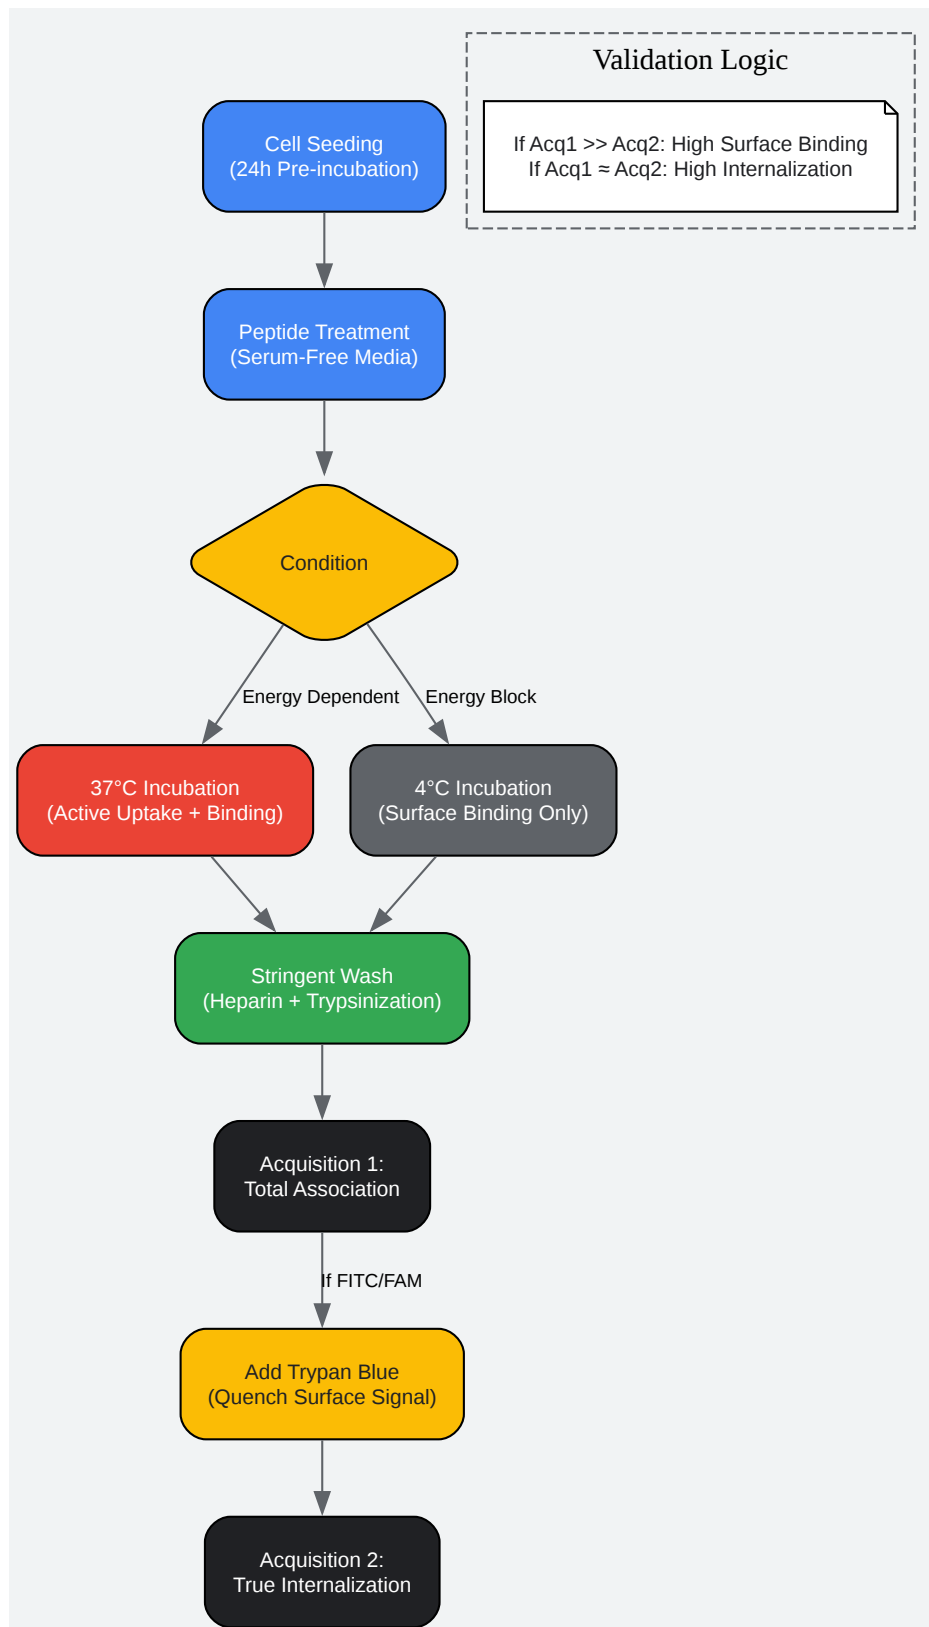 Validation Logic
If Acq1 >> Acq2: High Surface Binding
If Acq1 ≈ Acq2: High Internalization
Cell Seeding
(24h Pre-incubation)
Peptide Treatment
(Serum-Free Media)
Condition
Energy Dependent
Energy Block
37°C Incubation
(Active Uptake + Binding)
4°C Incubation
(Surface Binding Only)
Stringent Wash
(Heparin + Trypsinization)
Acquisition 1:
Total Association
If FITC/FAM
Add Trypan Blue
(Quench Surface Signal)
Acquisition 2:
True Internalization